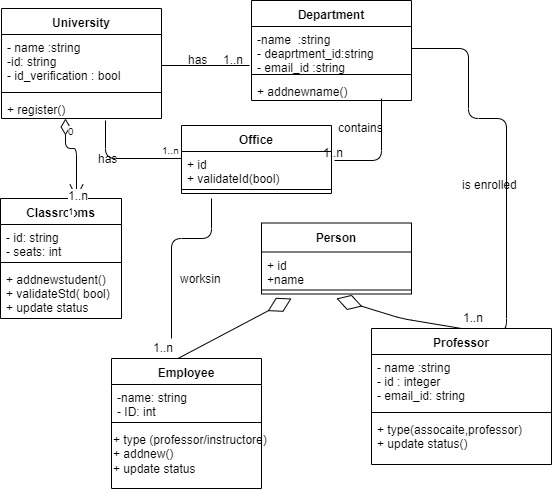 University
- name :string
-id: string
- id_verification : bool
+ register()
has
1..n
Department
-name :string
- deaprtment_id:string
- email_id :string
+ addnewname()
0
has
1..n
Office
+ id
+ validateId(bool)
contains
1..n
is enrolled
1..n
1
Classrooms
- id: string
- seats: int
+ addnewstudent()
+ validateStd( bool)
+ update status
Person
+ id
+name
worksin
1..n
1..n
Employee
-name: string
- ID: int
+ type (professor/instructore)
+ addnew()
+ update status
Professor
- name :string
- id : integer
- email_id: string
+ type(assocaite,professor)
+ update status()